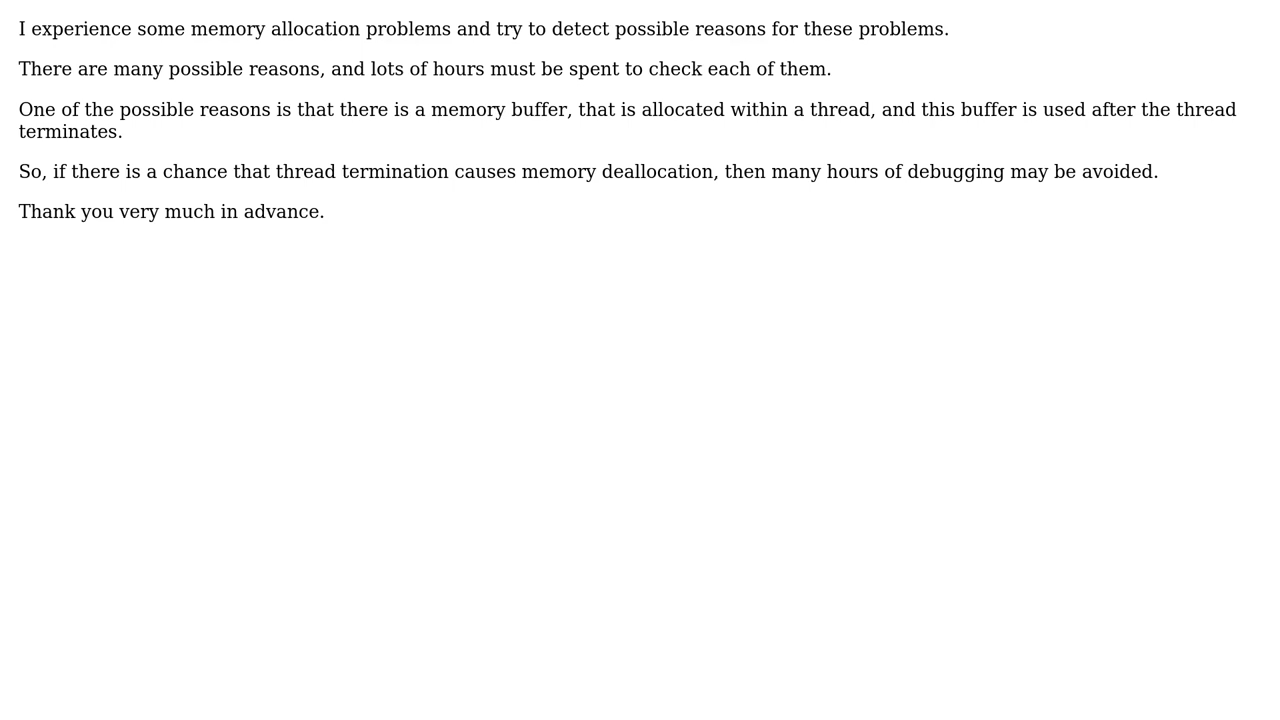 I experience some memory allocation problems and try to detect possible reasons for these problems.
There are many possible reasons, and lots of hours must be spent to check each of them.
One of the possible reasons is that there is a memory buffer, that is allocated within a thread, and this buffer is used after the thread
terminates.
So, if there is a chance that thread termination causes memory deallocation, then many hours of debugging may be avoided.
Thank you very much in advance.